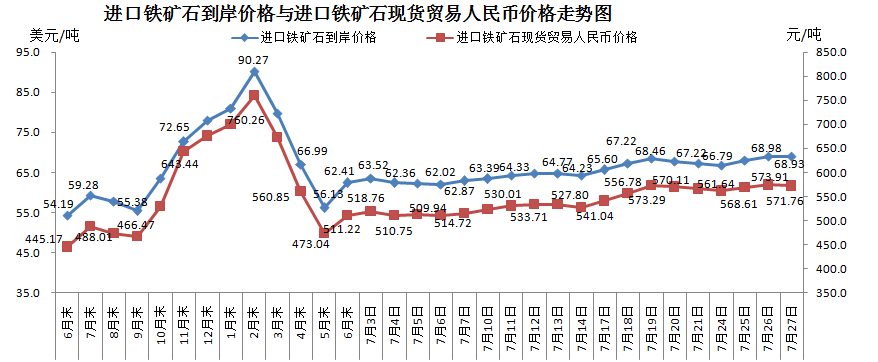 进口铁矿石到岸价格与进口铁矿石现货贸易人民币价格走势图
美元/吨
进口铁矿石到岸价格
进口铁矿石现货贸易人民币价格
元/吨
95.0
85.0
75.0
65.0
55.0
45.0
35.0
850.0
800.0
750.0
700.0
650.0
600.0
550.0
500.0
450.0
400.0
350.0
54.19
59.28
55.38
72.65
90.27
66.99
56.13
62.41
63.52
62.36
62.02
62.87
63.39
64.33
64.77
64.23
65.60
67.22
68.46
67.22
66.79
68.98
68.93
445.17
488.01
466.47
643.44
760.26
560.85
473.04
511.22
518.76
510.75
509.94
514.72
530.01
533.71
527.80
541.04
556.78
573.29
570.11
561.64
568.61
573.91
571.76
6月末
7月末
8月末
9月末
10月末
11月末
12月末
1月末
2月末
3月末
4月末
5月末
6月末
7月3日
7月4日
7月5日
7月6日
7月7日
7月10日
7月11日
7月12日
7月13日
7月14日
7月17日
7月18日
7月19日
7月20日
7月21日
7月24日
7月25日
7月26日
7月27日